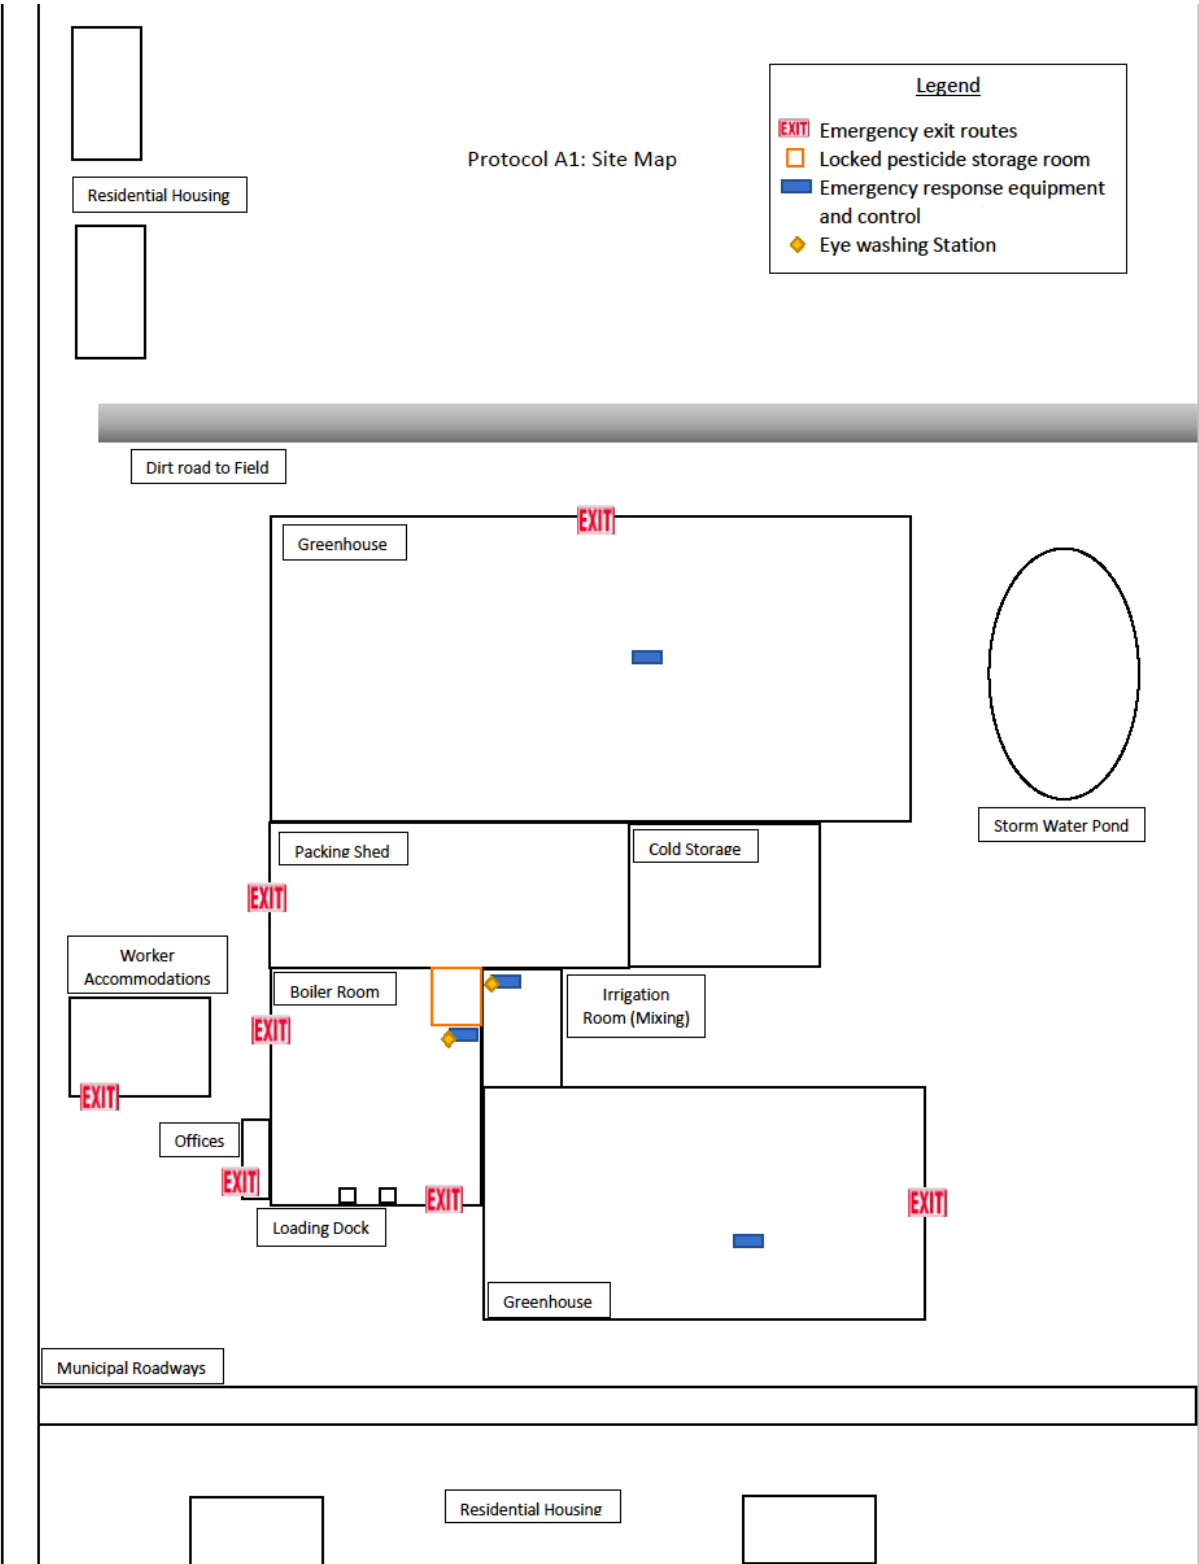 Legend
EXIT Emergency exit routes
Protocol A1: Site Map
Locked pesticide storage room
Emergency response equipment
and control
Eye washing Station
Residential Housing
Dirt road to Field
EXIT
Greenhouse
Storm Water Pond
Packing Shed
Cold Storage
EXIT
Worker
Accommodations
Boiler Room
Irrigation
Room (Mixing)
EXIT
EXIT
Offices
EXIT
EXIT
EXIT
Loading Dock
Greenhouse
Municipal Roadways
Residential Housing